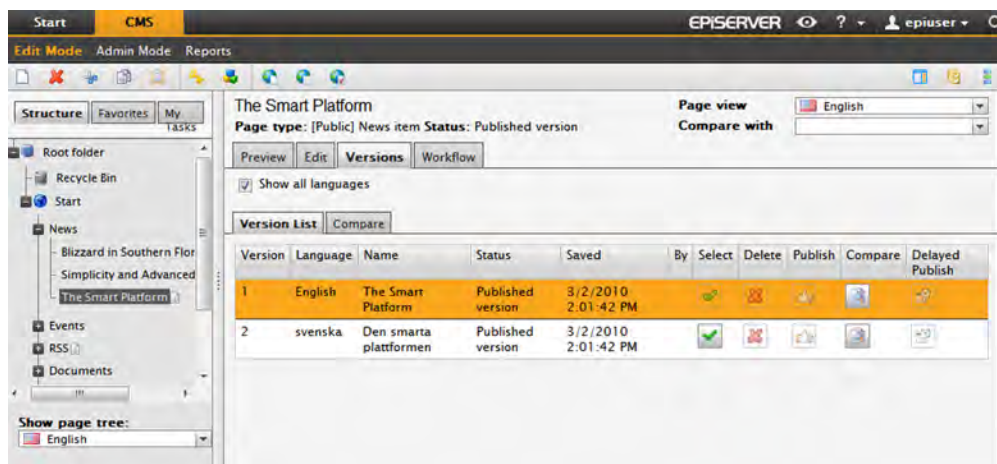 Start CMS EPiSERVER ? epiuser
Edit Mode Admin Mode Reports
Structure Favorites My Tasks
Root folder
Recycle Bin
Start
News
Blizzard in Southern Flor
Simplicity and Advanced
The Smart Platform
Events
RSS
Documents
Show page tree:
English
The Smart Platform
Page type: [Public] News item Status: Published version
Page view English
Compare with
Preview Edit Versions Workflow
Show all languages
Version List Compare
Version Language Name Status Saved By Select Delete Publish Compare Delayed Publish
1 English The Smart Platform Published version 3/2/2010 2:01:42 PM
2 svenska Den smarta plattformen Published version 3/2/2010 2:01:42 PM